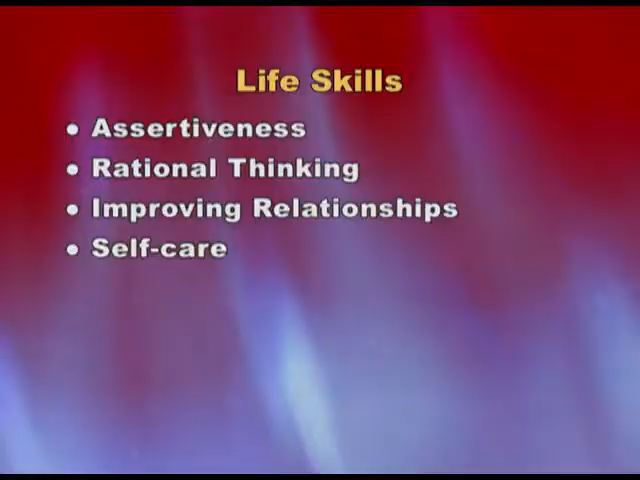 Life Skills
• Assertiveness
• Rational Thinking
• Improving Relationships
• Self-care